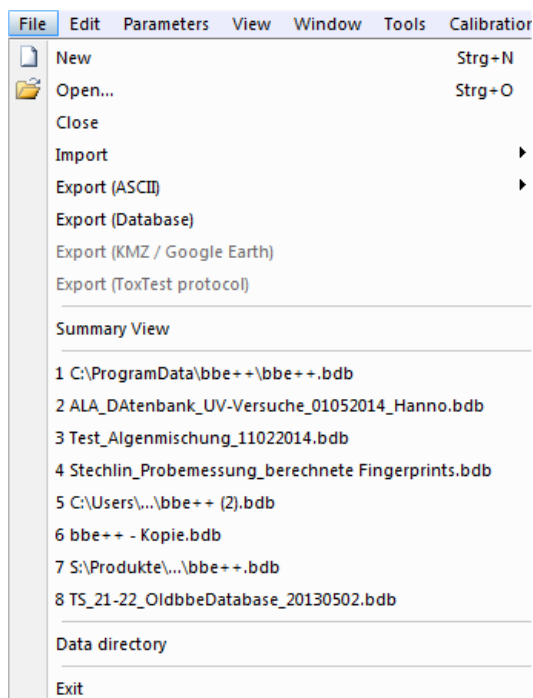 File Edit Parameters View Window Tools Calibration
New Strg+N
Open... Strg+O
Close
Import
Export (ASCII)
Export (Database)
Export (KMZ / Google Earth)
Export (ToxTest protocol)
Summary View
1 C:\ProgramData\bbe++\bbe++.bdb
2 ALA_DAtenbank_UV-Versuche_01052014_Hanno.bdb
3 Test_Algenmischung_11022014.bdb
4 Stechlin_Probemessung_berechnete Fingerprints.bdb
5 C:\Users\...\bbe++ (2).bdb
6 bbe++ - Kopie.bdb
7 S:\Produkte\...\bbe++.bdb
8 TS_21-22_OldbbeDatabase_20130502.bdb
Data directory
Exit